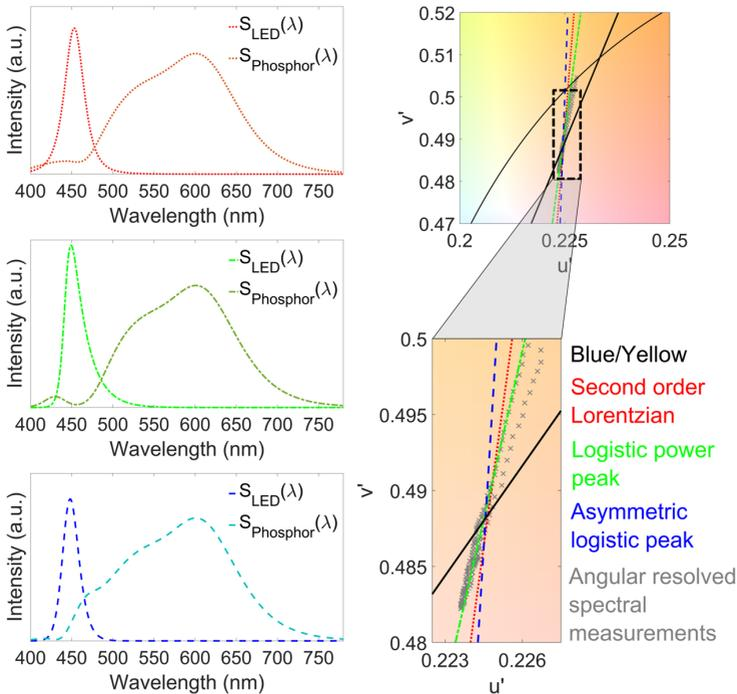 Intensity (a.u.)
S_LED(λ)
S_Phosphor(λ)
400 450 500 550 600 650 700 750
Wavelength (nm)
Intensity (a.u.)
S_LED(λ)
S_Phosphor(λ)
400 450 500 550 600 650 700 750
Wavelength (nm)
Intensity (a.u.)
S_LED(λ)
S_Phosphor(λ)
400 450 500 550 600 650 700 750
Wavelength (nm)
0.52
0.51
0.5
0.49
0.48
0.47
v'
0.2 0.225 0.25
u'
0.5
0.495
0.49
0.485
0.48
v'
0.223 0.226
u'
Blue/Yellow
Second order
Lorentzian
Logistic power
peak
Asymmetric
logistic peak
Angular resolved
spectral
measurements